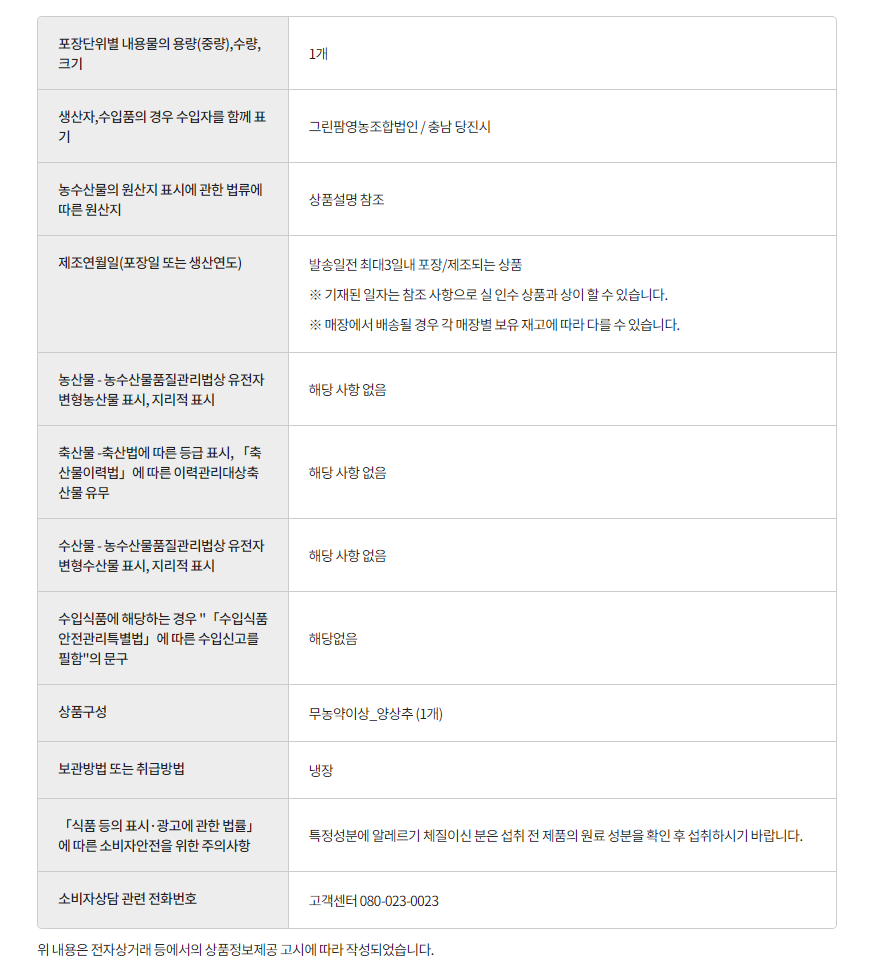 포장단위별 내용물의 용량(중량),수량,
크기
1개
생산자,수입품의 경우 수입자를 함께 표
기
그린팜영농조합법인 / 충남 당진시
농수산물의 원산지 표시에 관한 법류에
따른 원산지
상품설명 참조
제조연월일(포장일 또는 생산연도)
발송일전 최대3일내 포장/제조되는 상품
※ 기재된 일자는 참조 사항으로 실 인수 상품과 상이 할 수 있습니다.
※ 매장에서 배송될 경우 각 매장별 보유 재고에 따라 다를 수 있습니다.
농산물 - 농수산물품질관리법상 유전자
변형농산물 표시, 지리적 표시
해당 사항 없음
축산물 -축산법에 따른 등급 표시, 「축
산물이력법」에 따른 이력관리대상축
산물 유무
해당 사항 없음
수산물 - 농수산물품질관리법상 유전자
변형수산물 표시, 지리적 표시
해당 사항 없음
수입식품에 해당하는 경우 "「수입식품
안전관리특별법」에 따른 수입신고를
필함"의 문구
해당없음
상품구성
무농약이상_양상추 (1개)
보관방법 또는 취급방법
냉장
「식품 등의 표시·광고에 관한 법률」
에 따른 소비자안전을 위한 주의사항
특정성분에 알레르기 체질이신 분은 섭취 전 제품의 원료 성분을 확인 후 섭취하시기 바랍니다.
소비자상담 관련 전화번호
고객센터 080-023-0023
위 내용은 전자상거래 등에서의 상품정보제공 고시에 따라 작성되었습니다.